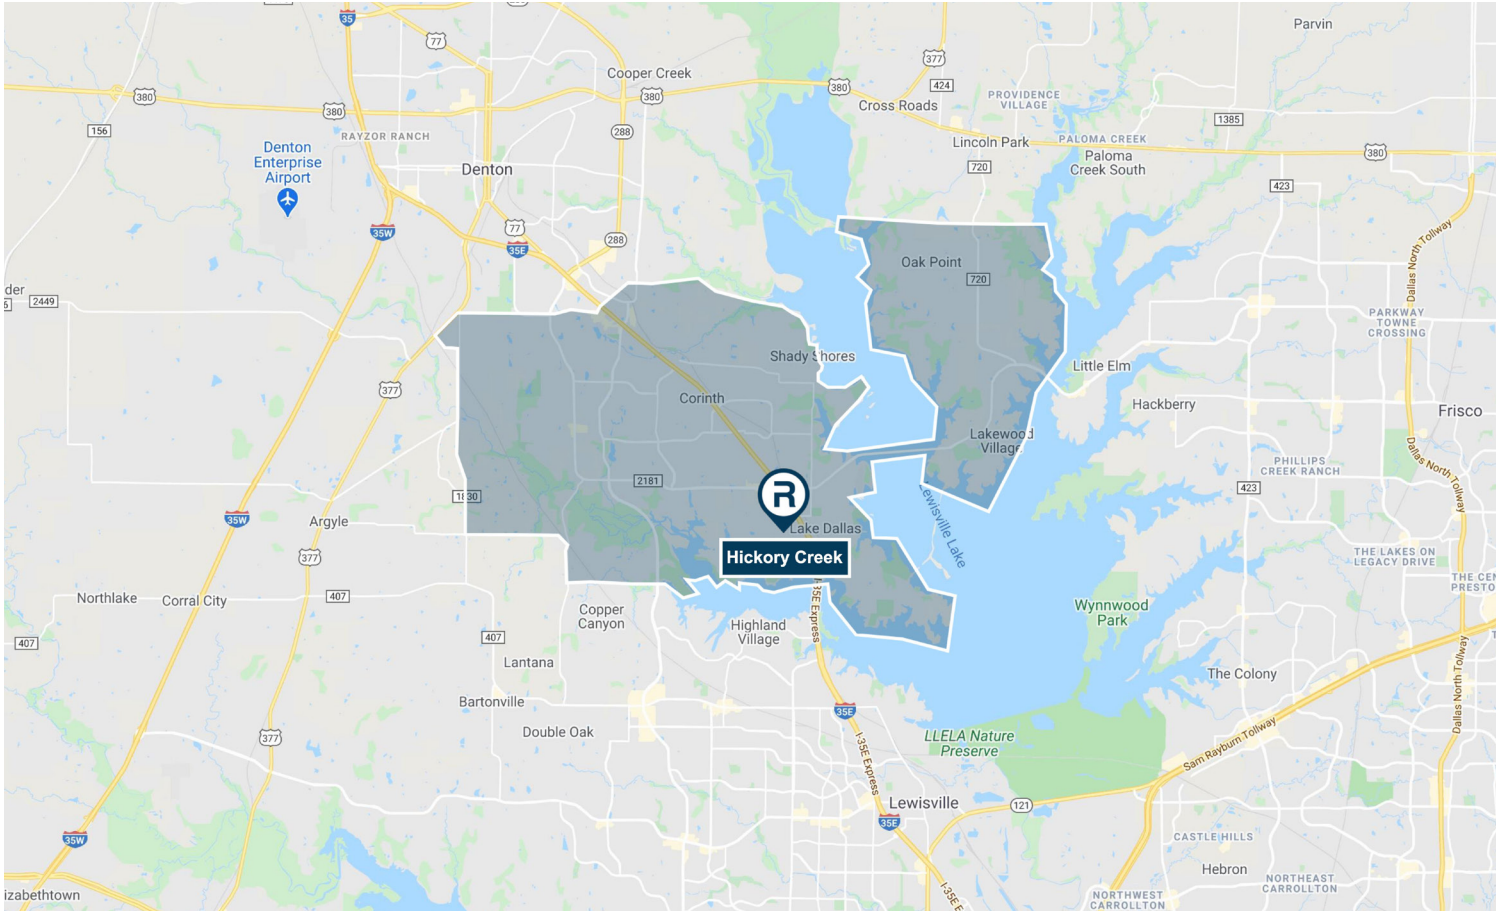 35
Parvin
77
Cooper Creek
377
380
380
380
424
PROVIDENCE
VILLAGE
Cross Roads
380
156
288
RAYZOR RANCH
1385
Lincoln Park
PALOMA CREEK
Paloma
Creek South
380
Denton
Enterprise
Airport
Denton
720
423
77
35W
35E
288
Dallas North Tollway
Oak Point
720
der
2449
PARKWAY
TOWNE
CROSSING
Shady Shores
Little Elm
377
Corinth
Hackberry
Frisco
Lakewood
Village
Dallas North Tollway
PHILLIPS
CREEK RANCH
2181
423
1830
R
Lewisville Lake
35W
Argyle
Lake Dallas
Hickory Creek
377
THE LAKES ON
LEGACY DRIVE
THE CEN
PRESTO
Northlake
Corral City
407
Copper
Canyon
I-35E Express
Wynnwood
Park
407
407
Highland
Village
Lantana
The Colony
Bartonville
35E
Dallas North Tollway
377
Double Oak
LLELA Nature
Preserve
I-35E Express
Sam Rayburn Tollway
Lewisville
121
35E
35W
CASTLE HILLS
Hebron
izabethtown
I-35E E
NORTHWEST
CARROLLTON
NORTHEAST
CARROLLTON